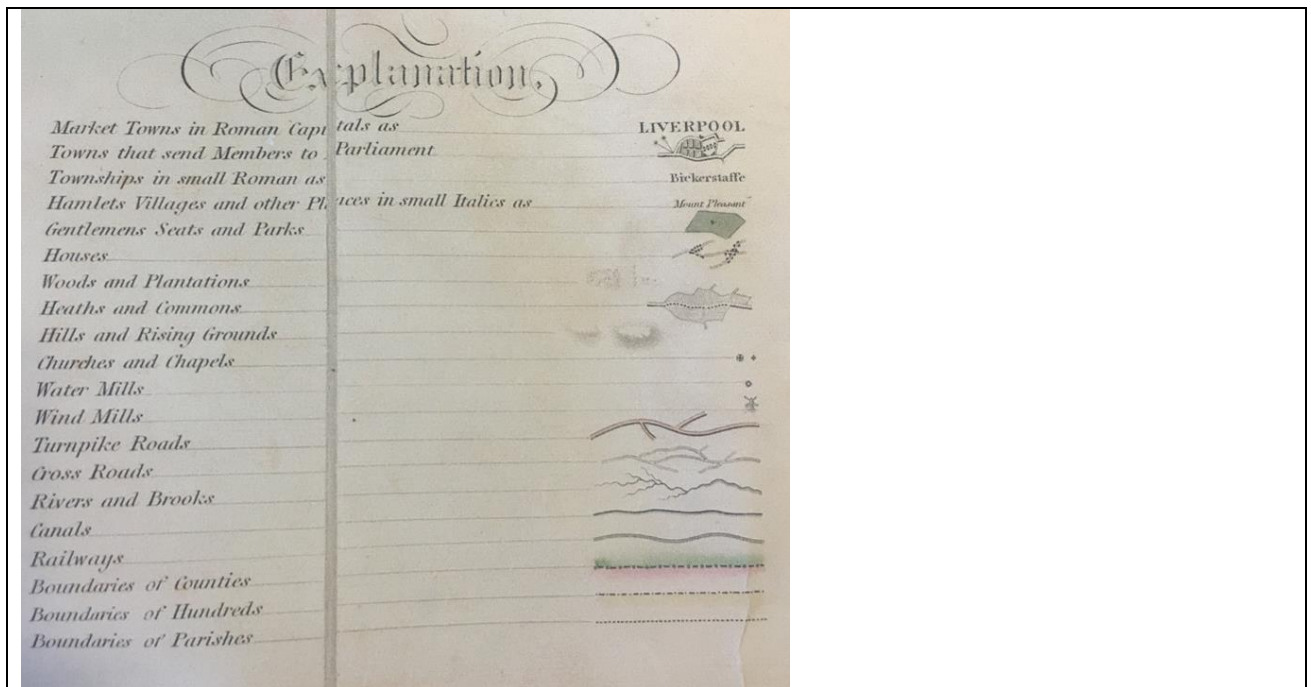 Explanation.
Market Towns in Roman Capitals as LIVERPOOL
Towns that send Members to Parliament
Townships in small Roman as Bickerstaffe
Hamlets Villages and other Places in small Italics as Mount Pleasant
Gentlemens Seats and Parks
Houses
Woods and Plantations
Heaths and Commons
Hills and Rising Grounds
Churches and Chapels
Water Mills
Wind Mills
Turnpike Roads
Cross Roads
Rivers and Brooks
Canals
Railways
Boundaries of Counties
Boundaries of Hundreds
Boundaries of Parishes